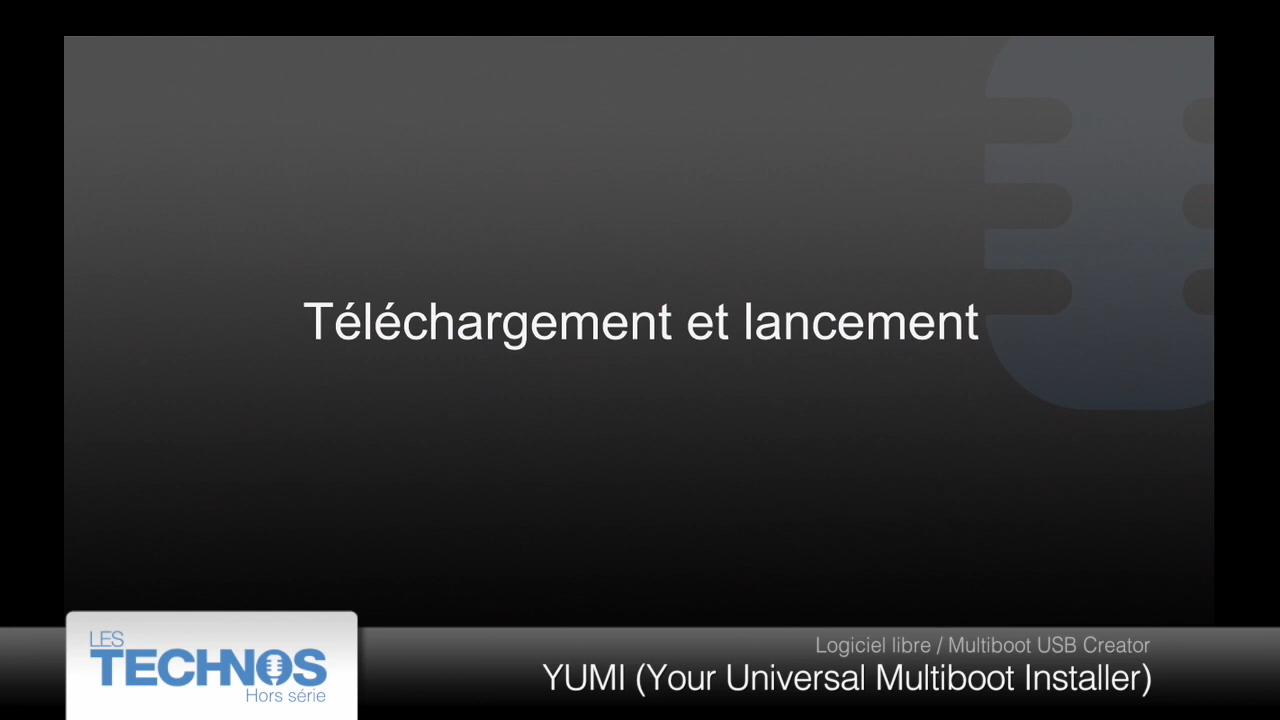 Téléchargement et lancement
LES
TECHNOS
Hors série
Logiciel libre / Multiboot USB Creator
YUMI (Your Universal Multiboot Installer)